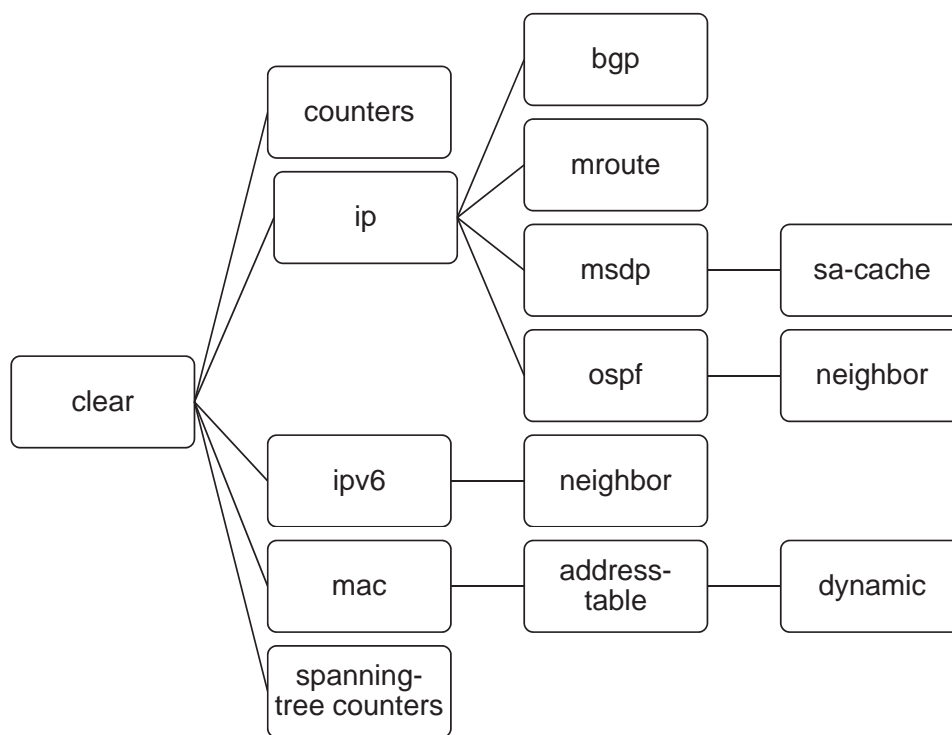 bgp
counters
mroute
ip
msdp
sa-cache
ospf
neighbor
clear
ipv6
neighbor
mac
address-
table
dynamic
spanning-
tree counters